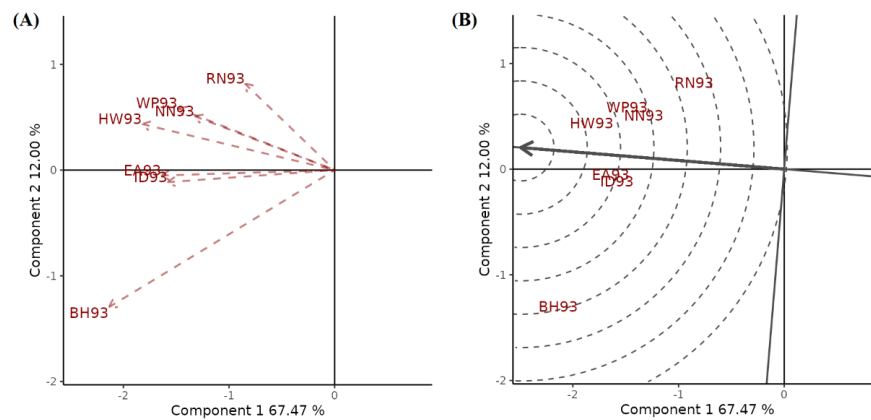 (A)
1
0
-1
-2
Component 2 12.00 %
RN93
WP93
NN93
HW93
EA93
ID93
BH93
-2
-1
0
Component 1 67.47 %
(B)
1
0
-1
-2
Component 2 12.00 %
RN93
WP93
NN93
HW93
EA93
ID93
BH93
-2
-1
0
Component 1 67.47 %